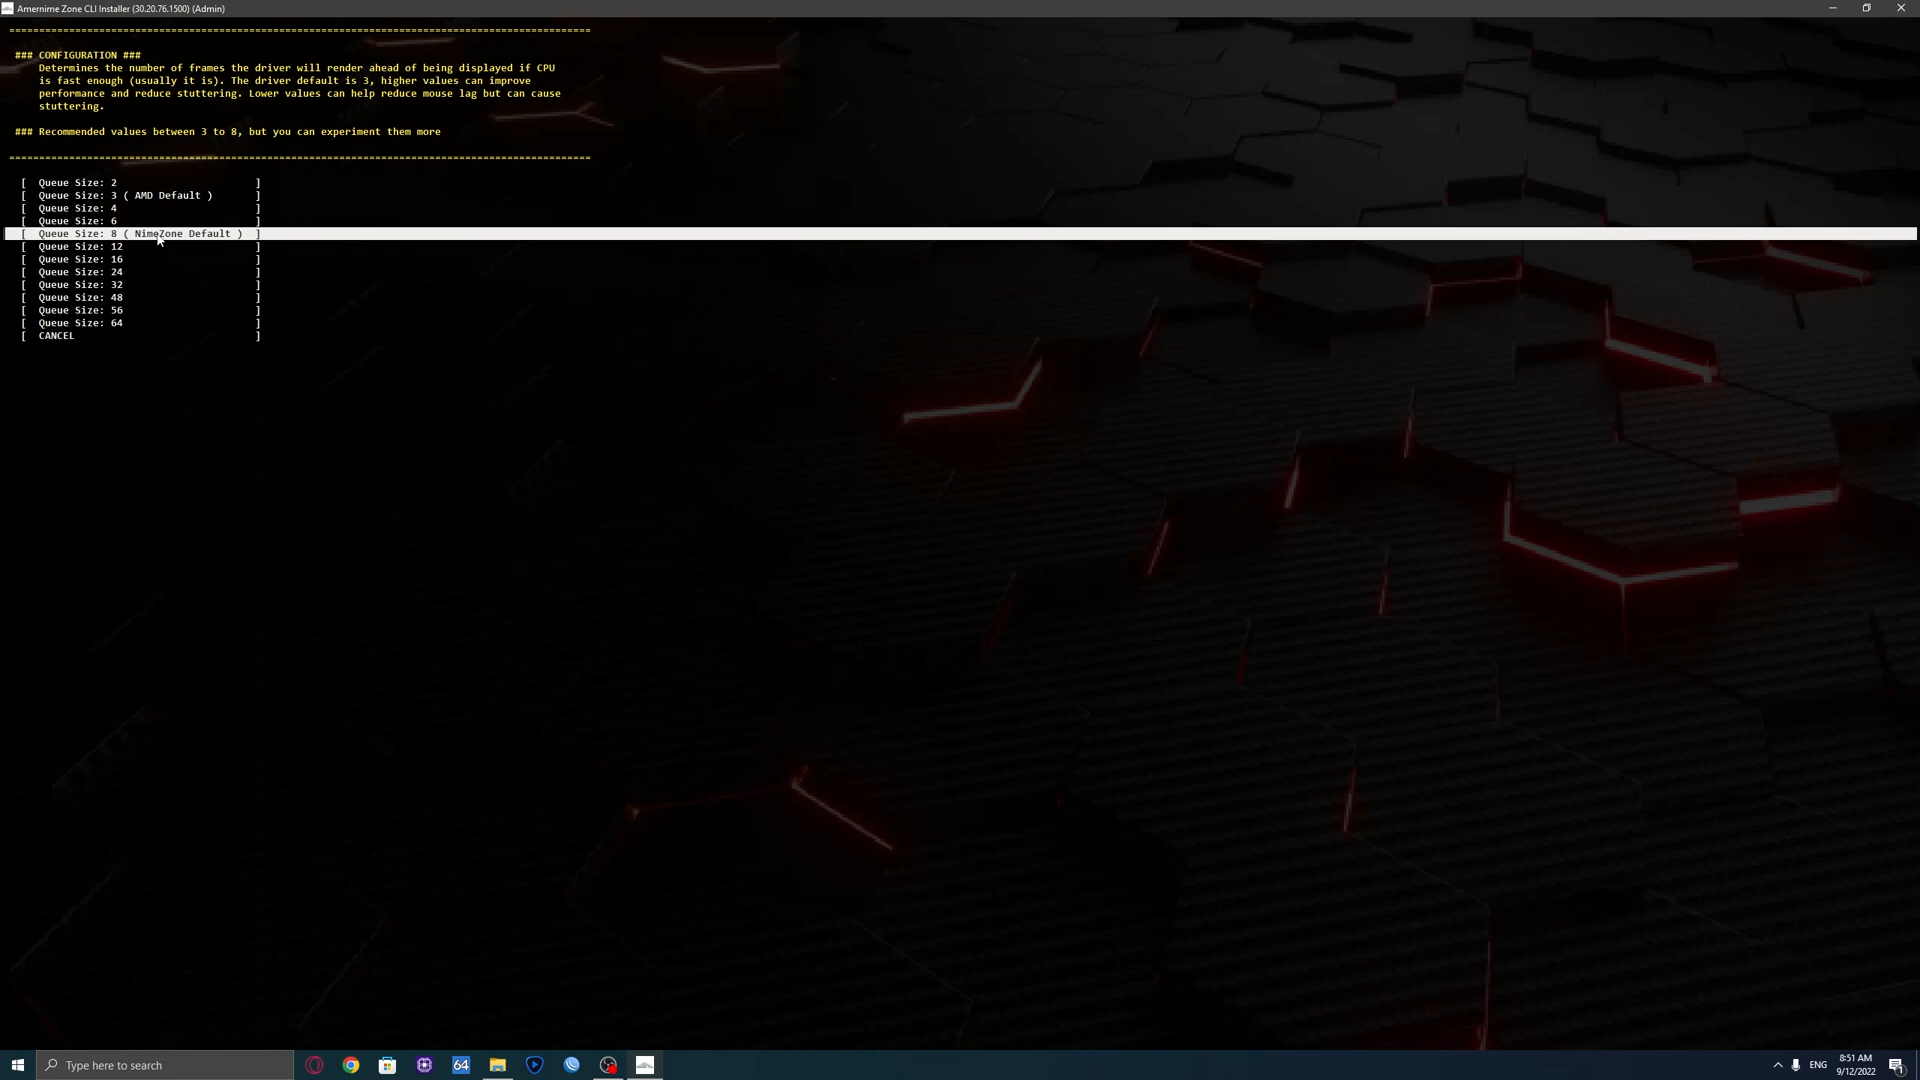 Amernime Zone CLI Installer (30.20.76.1500) (Admin)
=================================================================================================
### CONFIGURATION ###
Determines the number of frames the driver will render ahead of being displayed if CPU
is fast enough (usually it is). The driver default is 3, higher values can improve
performance and reduce stuttering. Lower values can help reduce mouse lag but can cause
stuttering.
### Recommended values between 3 to 8, but you can experiment them more
=================================================================================================
[ Queue Size: 2 ]
[ Queue Size: 3 ( AMD Default ) ]
[ Queue Size: 4 ]
[ Queue Size: 6 ]
[ Queue Size: 8 ( NimeZone Default ) ]
[ Queue Size: 12 ]
[ Queue Size: 16 ]
[ Queue Size: 24 ]
[ Queue Size: 32 ]
[ Queue Size: 48 ]
[ Queue Size: 56 ]
[ Queue Size: 64 ]
[ CANCEL ]
Type here to search
64
ENG
8:51 AM
9/12/2022
1